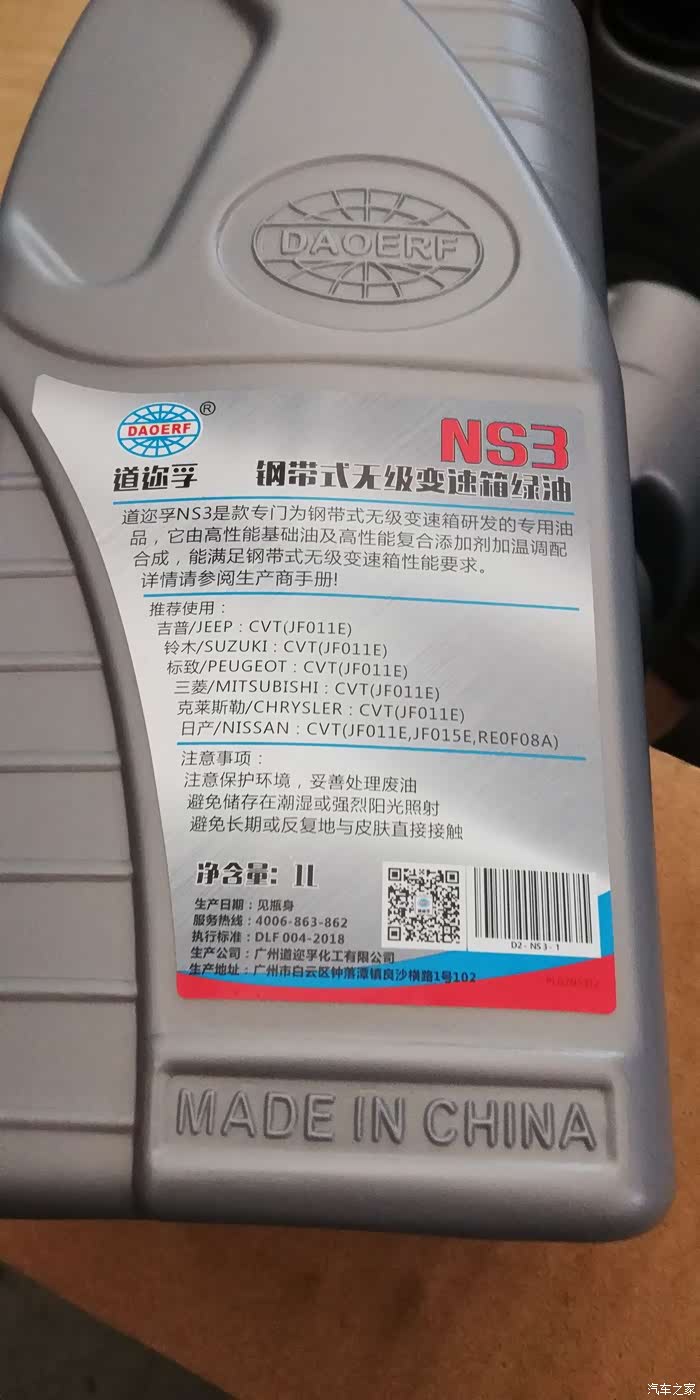 DAOERF
DAOERF ®
NS3
道迩孚 钢带式无级变速箱绿油
道迩孚NS3是款专门为钢带式无级变速箱研发的专用油
品，它由高性能基础油及高性能复合添加剂加温调配
合成，能满足钢带式无级变速箱性能要求。
详情请参阅生产商手册!
推荐使用：
吉普/JEEP：CVT(JF011E)
铃木/SUZUKI：CVT(JF011E)
标致/PEUGEOT：CVT(JF011E)
三菱/MITSUBISHI：CVT(JF011E)
克莱斯勒/CHRYSLER：CVT(JF011E)
日产/NISSAN：CVT(JF011E,JF015E,RE0F08A)
注意事项：
注意保护环境，妥善处理废油
避免储存在潮湿或强烈阳光照射
避免长期或反复地与皮肤直接接触
净含量：1L
生产日期：见瓶身
服务热线：4006-863-862
执行标准：DLF 004-2018
生产公司：广州道迩孚化工有限公司
生产地址：广州市白云区钟落潭镇良沙横路1号102
D2-NS3-1
MADE IN CHINA
汽车之家